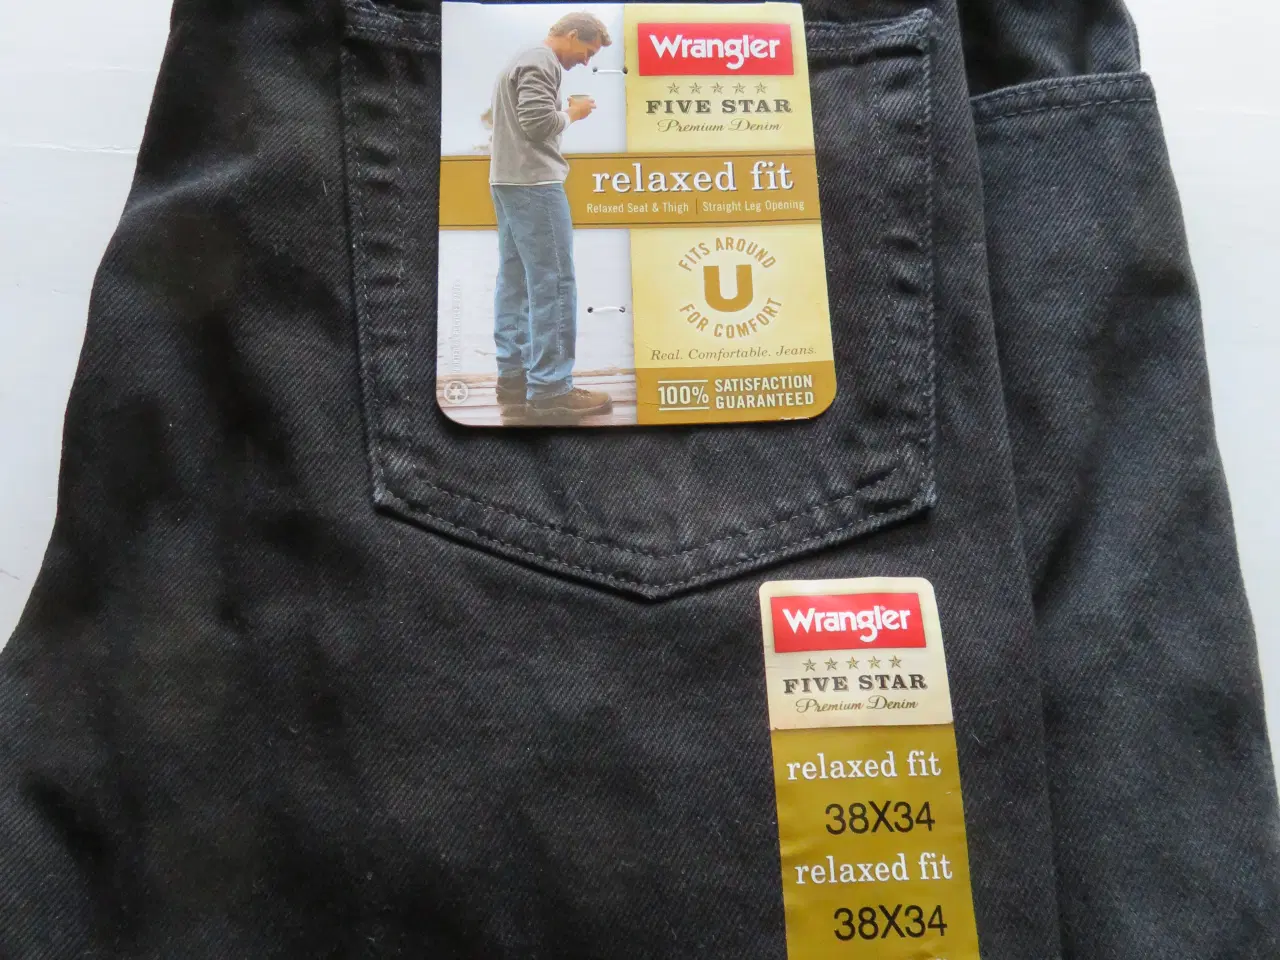 Wrangler
FIVE STAR
Premium Denim
relaxed fit
Relaxed Seat & Thigh | Straight Leg Opening
FITS AROUND
U
FOR COMFORT
Real. Comfortable. Jeans.
100% SATISFACTION
GUARANTEED
Wrangler
FIVE STAR
Premium Denim
relaxed fit
38X34
relaxed fit
38X34